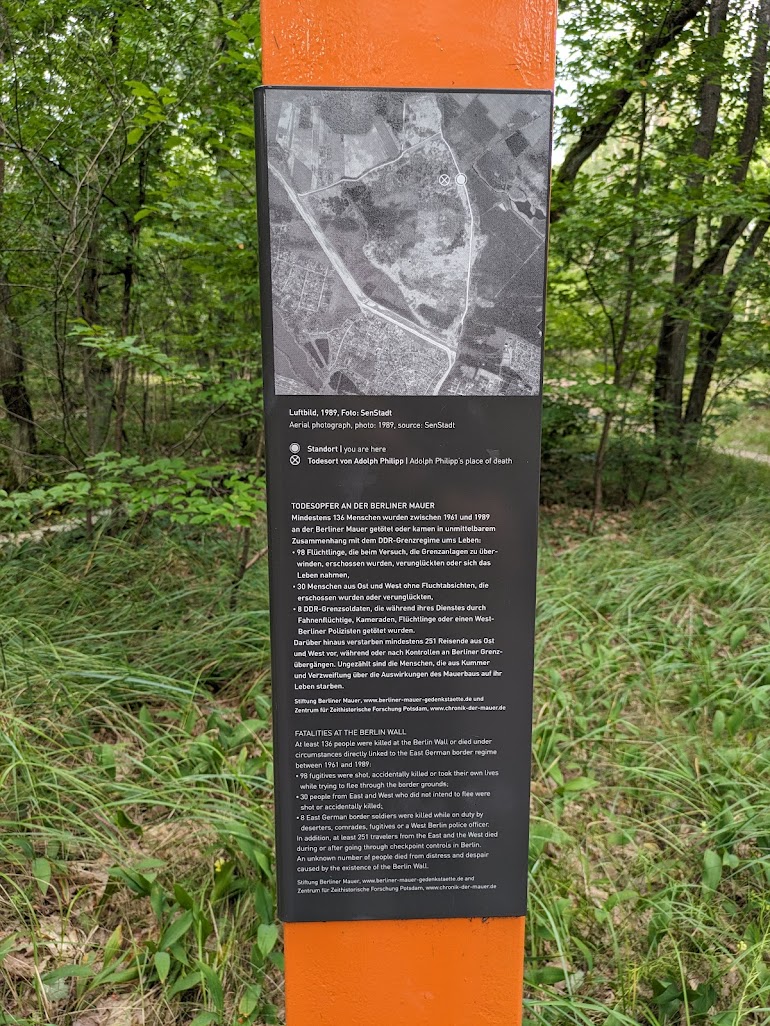 Luftbild, 1989, Foto: SenStadt
Aerial photograph, photo: 1989, source: SenStadt
Standort | you are here
Todesort von Adolph Philipp | Adolph Philipp's place of death
TODESOPFER AN DER BERLINER MAUER
Mindestens 136 Menschen wurden zwischen 1961 und 1989
an der Berliner Mauer getötet oder kamen in unmittelbarem
Zusammenhang mit dem DDR-Grenzregime ums Leben:
• 98 Flüchtlinge, die beim Versuch, die Grenzanlagen zu über-
winden, erschossen wurden, verunglückten oder sich das
Leben nahmen,
• 30 Menschen aus Ost und West ohne Fluchtabsichten, die
erschossen wurden oder verunglückten,
• 8 DDR-Grenzsoldaten, die während ihres Dienstes durch
Fahnenflüchtige, Kameraden, Flüchtlinge oder einen West-
Berliner Polizisten getötet wurden.
Darüber hinaus verstarben mindestens 251 Reisende aus Ost
und West vor, während oder nach Kontrollen an Berliner Grenz-
übergängen. Ungezählt sind die Menschen, die aus Kummer
und Verzweiflung über die Auswirkungen des Mauerbaus auf ihr
Leben starben.
Stiftung Berliner Mauer, www.berliner-mauer-gedenkstaette.de und
Zentrum für Zeithistorische Forschung Potsdam, www.chronik-der-mauer.de
FATALITIES AT THE BERLIN WALL
At least 136 people were killed at the Berlin Wall or died under
circumstances directly linked to the East German border regime
between 1961 and 1989:
• 98 fugitives were shot, accidentally killed or took their own lives
while trying to flee through the border grounds;
• 30 people from East and West who did not intend to flee were
shot or accidentally killed;
• 8 East German border soldiers were killed while on duty by
deserters, comrades, fugitives or a West Berlin police officer.
In addition, at least 251 travelers from the East and the West died
during or after going through checkpoint controls in Berlin.
An unknown number of people died from distress and despair
caused by the existence of the Berlin Wall.
Stiftung Berliner Mauer, www.berliner-mauer-gedenkstaette.de and
Zentrum für Zeithistorische Forschung Potsdam, www.chronik-der-mauer.de